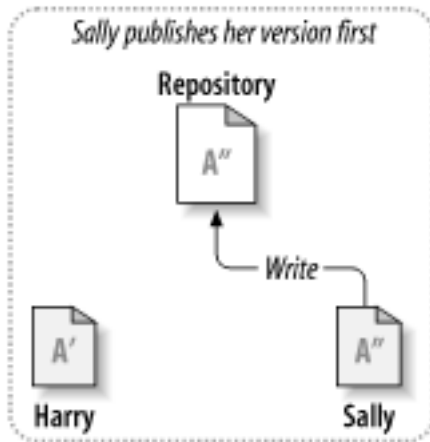 Sally publishes her version first
Repository
A"
Write
A'
A"
Harry
Sally